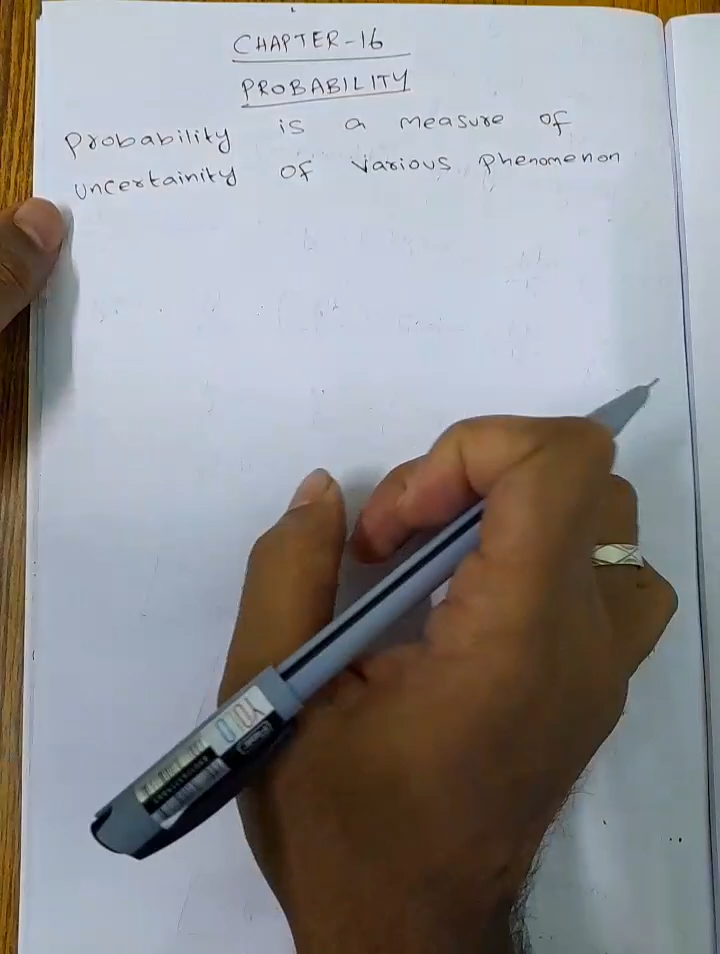 CHAPTER-16
PROBABILITY
Probability is a measure of
uncertainity of various phenomenon